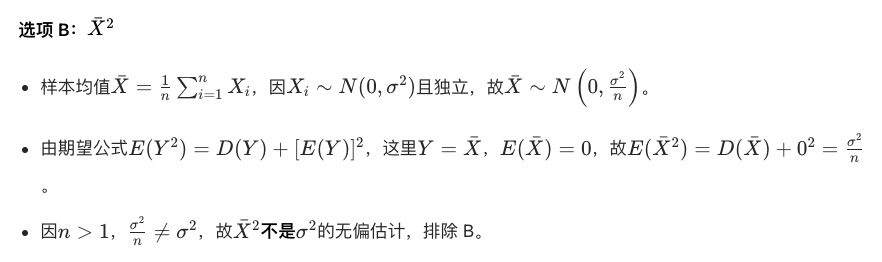 选项 B：$\bar{X}^2$
• 样本均值$\bar{X} = \frac{1}{n} \sum_{i=1}^{n} X_i$，因$X_i \sim N(0, \sigma^2)$且独立，故$\bar{X} \sim N\left(0, \frac{\sigma^2}{n}\right)$。
• 由期望公式$E(Y^2) = D(Y) + [E(Y)]^2$，这里$Y = \bar{X}$，$E(\bar{X}) = 0$，故$E(\bar{X}^2) = D(\bar{X}) + 0^2 = \frac{\sigma^2}{n}$
。
• 因$n > 1$，$\frac{\sigma^2}{n} \neq \sigma^2$，故$\bar{X}^2$不是$\sigma^2$的无偏估计，排除 B。